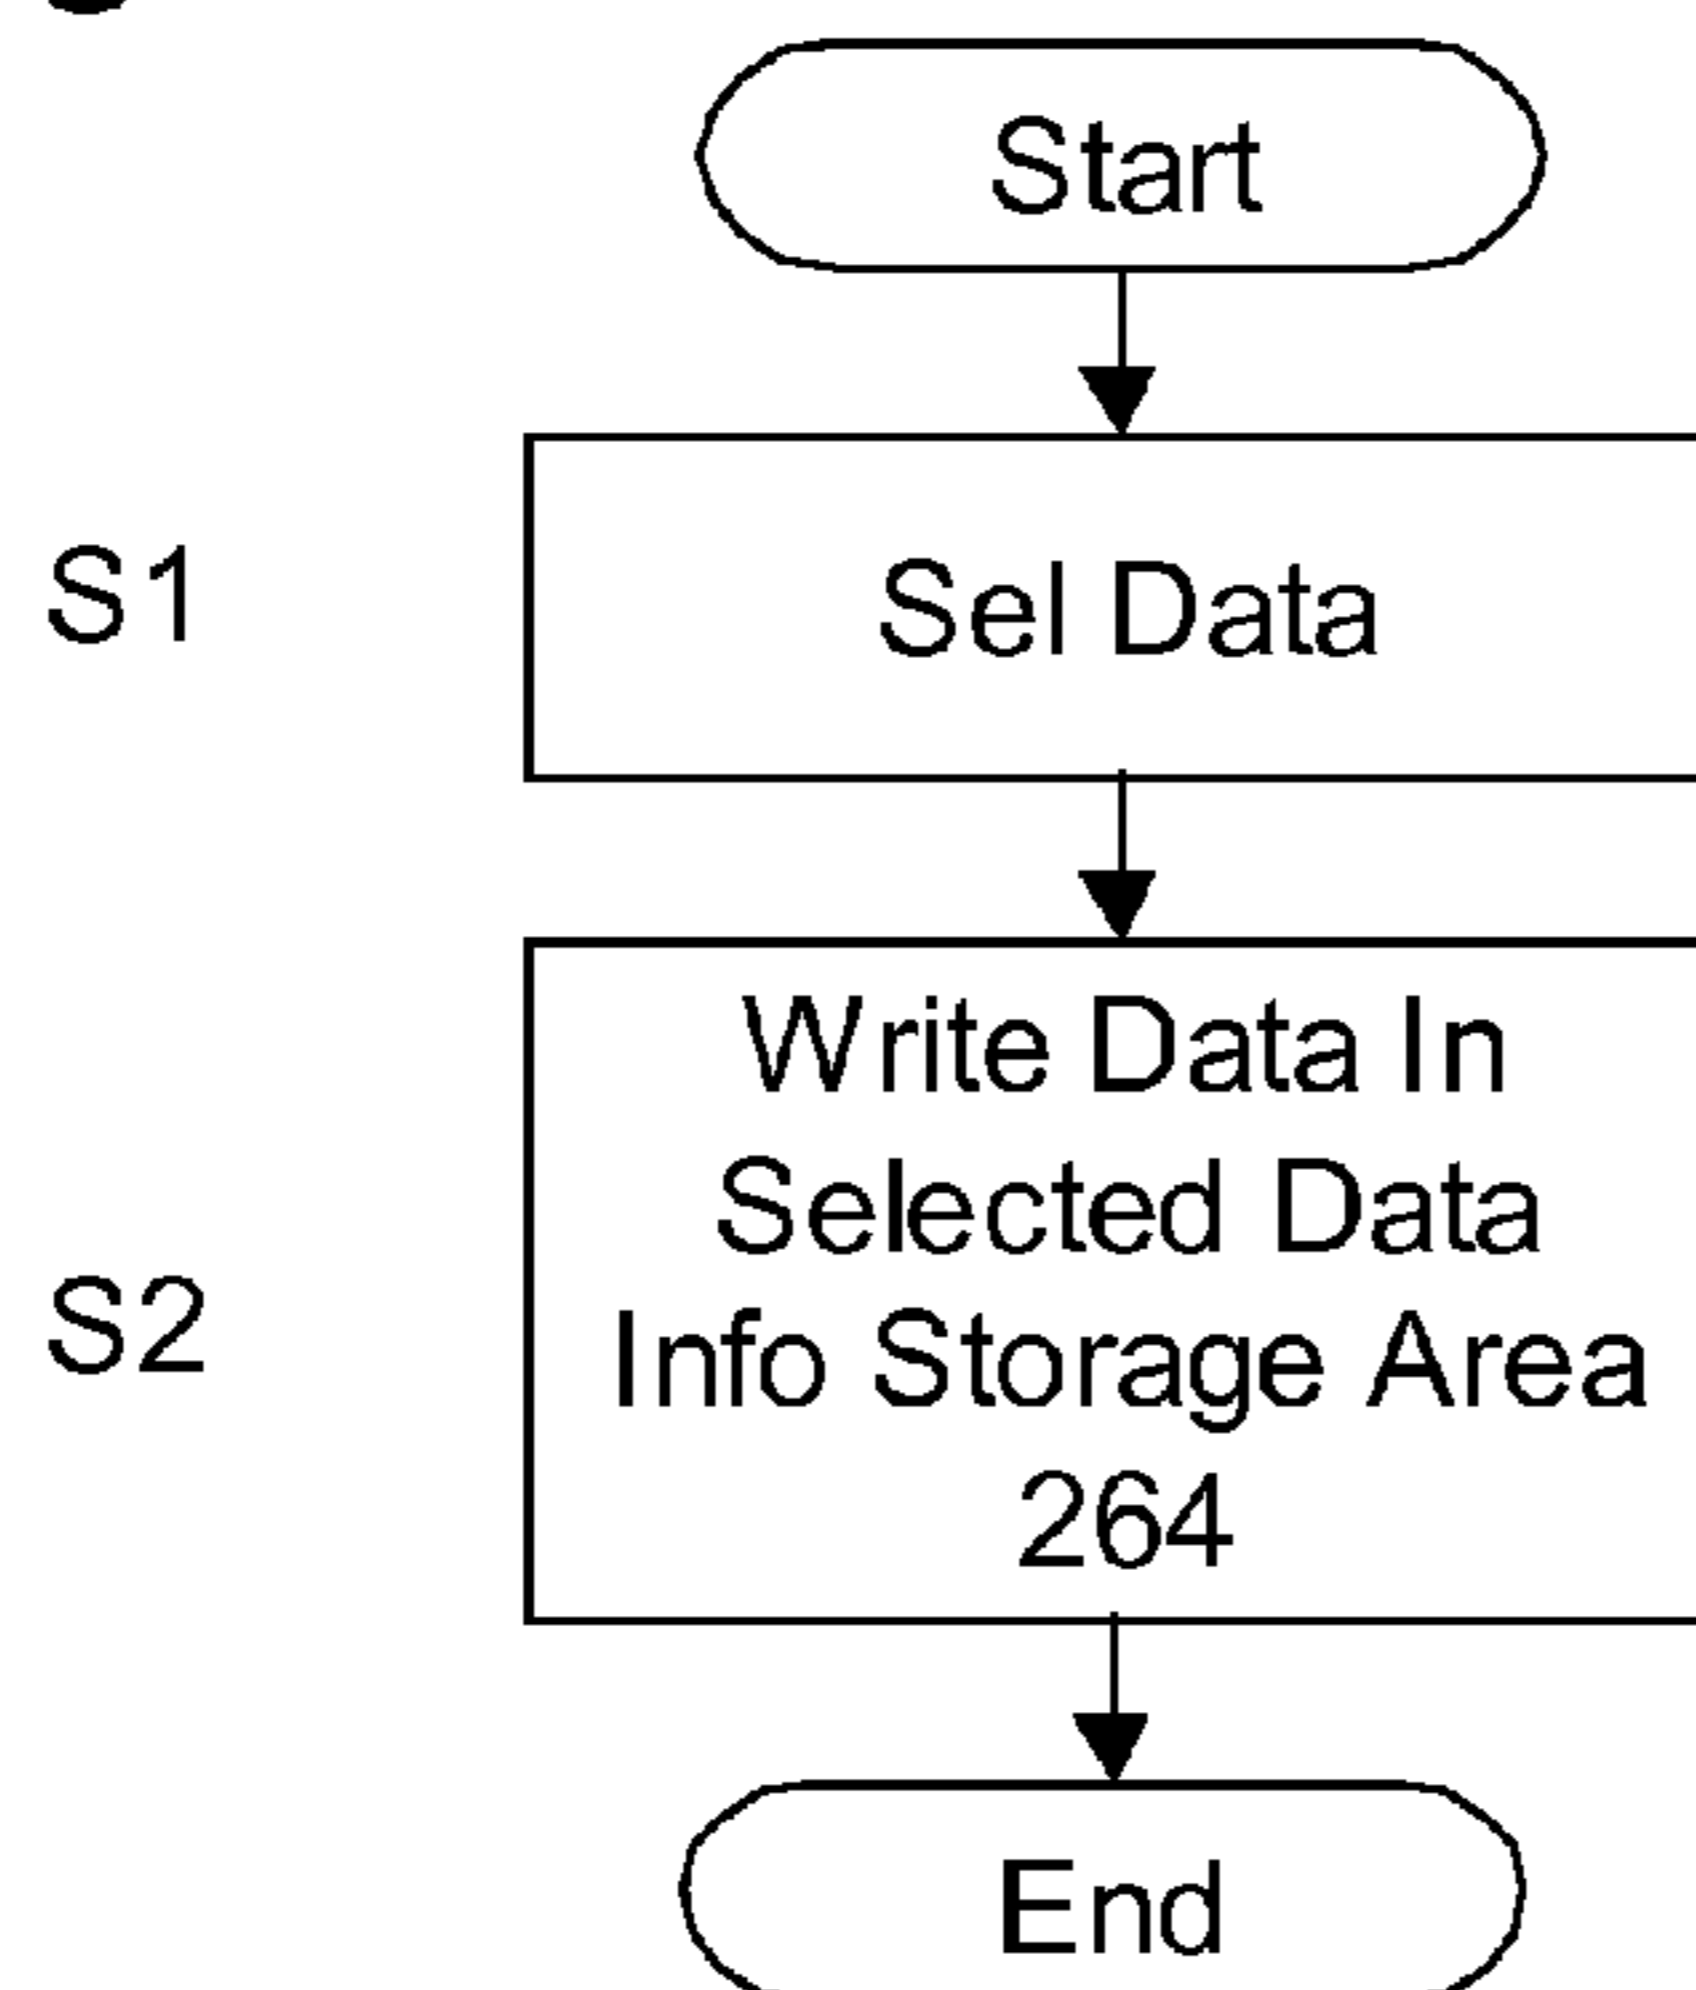 Start
S1
Sel Data
Write Data In
Selected Data
S2
Info Storage Area
264
End